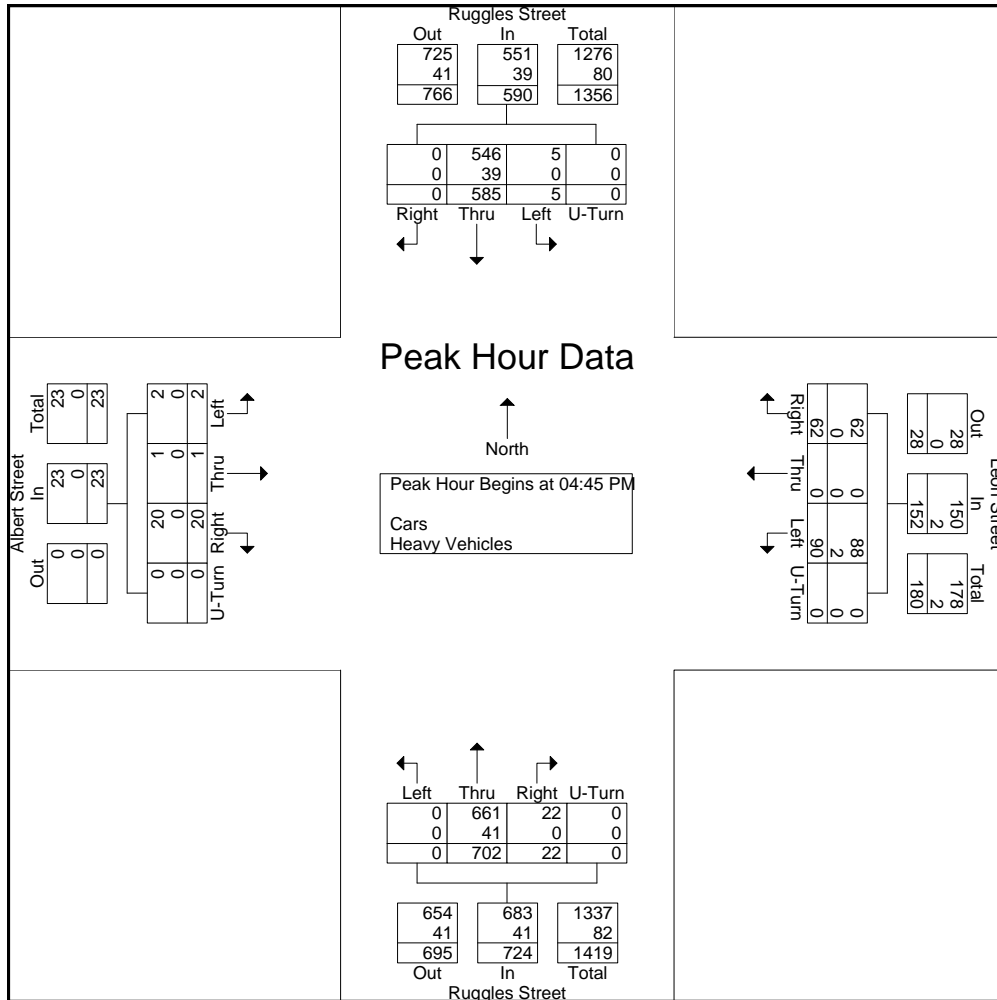 Ruggles Street
Out In Total
725 551 1276
41 39 80
766 590 1356
0 546 5 0
0 39 0 0
0 585 5 0
Right Thru Left U-Turn
Peak Hour Data
North
Peak Hour Begins at 04:45 PM
Cars
Heavy Vehicles
Albert Street
Total In Out
23 23 0
0 0 0
23 23 0
2 1 20 0
0 0 0 0
2 1 20 0
Left Thru Right U-Turn
Leon Street
Out In Total
28 150 178
0 2 2
28 152 180
62 0 88 0
0 0 2 0
62 0 90 0
Right Thru Left U-Turn
Left Thru Right U-Turn
0 661 22 0
0 41 0 0
0 702 22 0
654 683 1337
41 41 82
695 724 1419
Out In Total
Ruggles Street